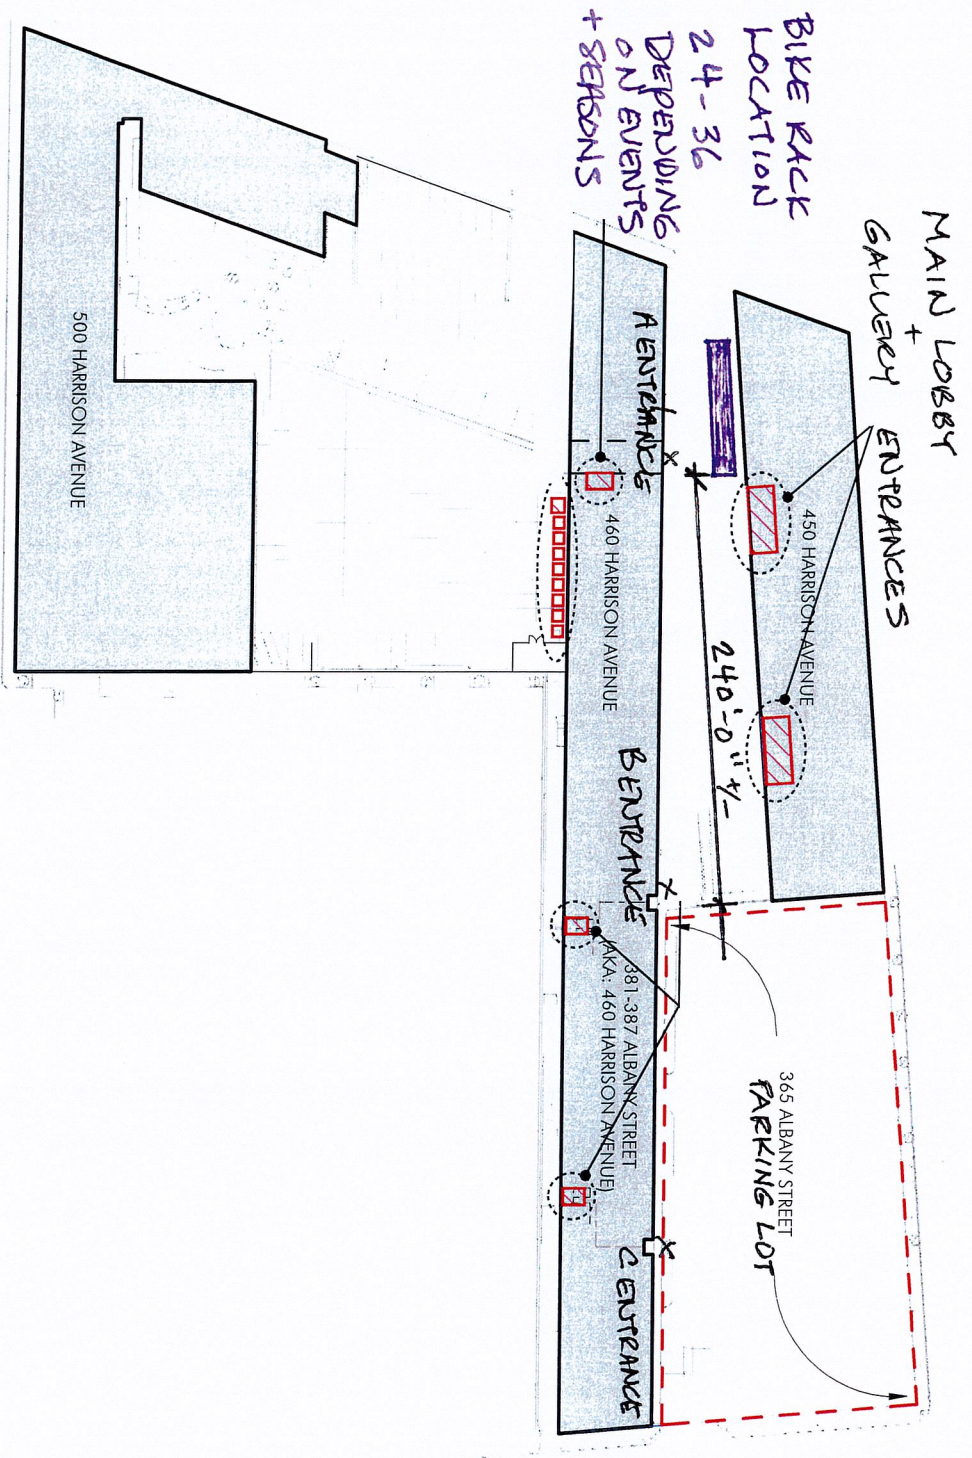 MAIN LOBBY
+
GALLERY ENTRANCES
BIKE RACK
LOCATION
24-36
DEPENDING
ON EVENTS
+ SEASONS
450 HARRISON AVENUE
240'-0" +/-
365 ALBANY STREET
PARKING LOT
A ENTRANCE
460 HARRISON AVENUE
B ENTRANCE
381-387 ALBANY STREET
(AKA: 460 HARRISON AVENUE)
C ENTRANCE
500 HARRISON AVENUE